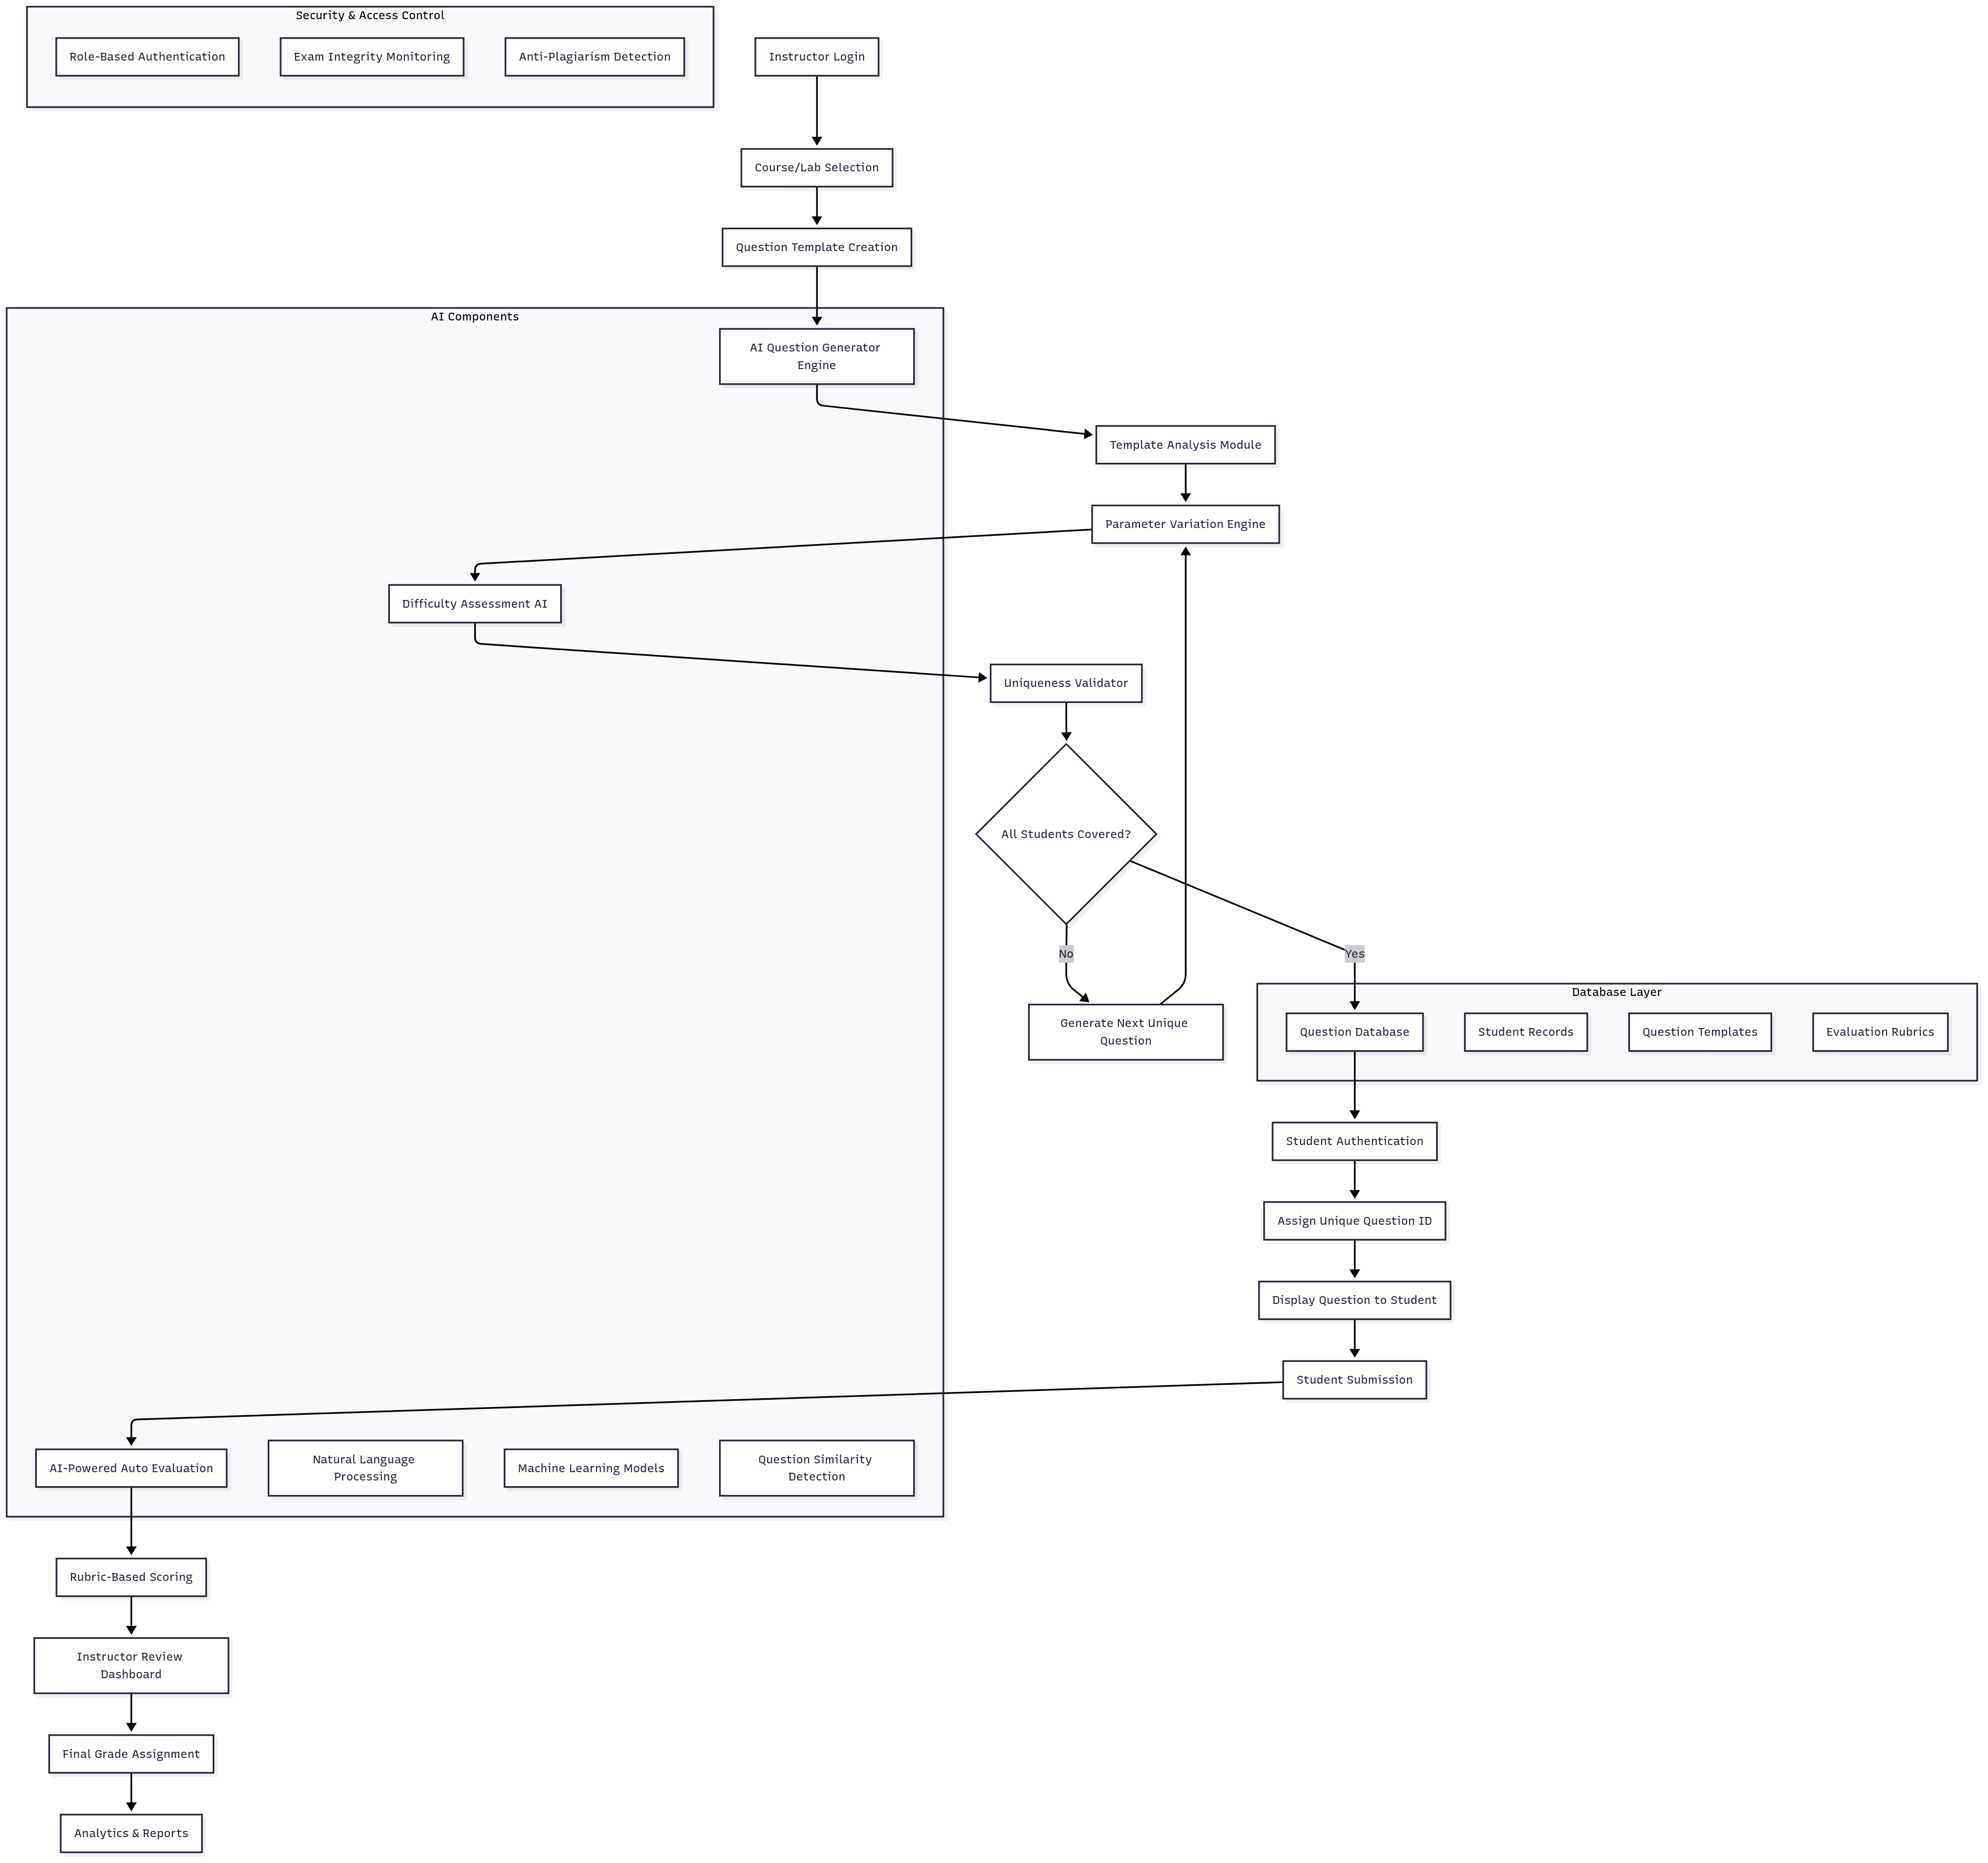 Security & Access Control
Role-Based Authentication
Exam Integrity Monitoring
Anti-Plagiarism Detection
Instructor Login
Course/Lab Selection
Question Template Creation
AI Components
AI Question Generator
Engine
Template Analysis Module
Parameter Variation Engine
Difficulty Assessment AI
Uniqueness Validator
All Students Covered?
No
Yes
Generate Next Unique
Question
Database Layer
Question Database
Student Records
Question Templates
Evaluation Rubrics
Student Authentication
Assign Unique Question ID
Display Question to Student
Student Submission
AI-Powered Auto Evaluation
Natural Language
Processing
Machine Learning Models
Question Similarity
Detection
Rubric-Based Scoring
Instructor Review
Dashboard
Final Grade Assignment
Analytics & Reports